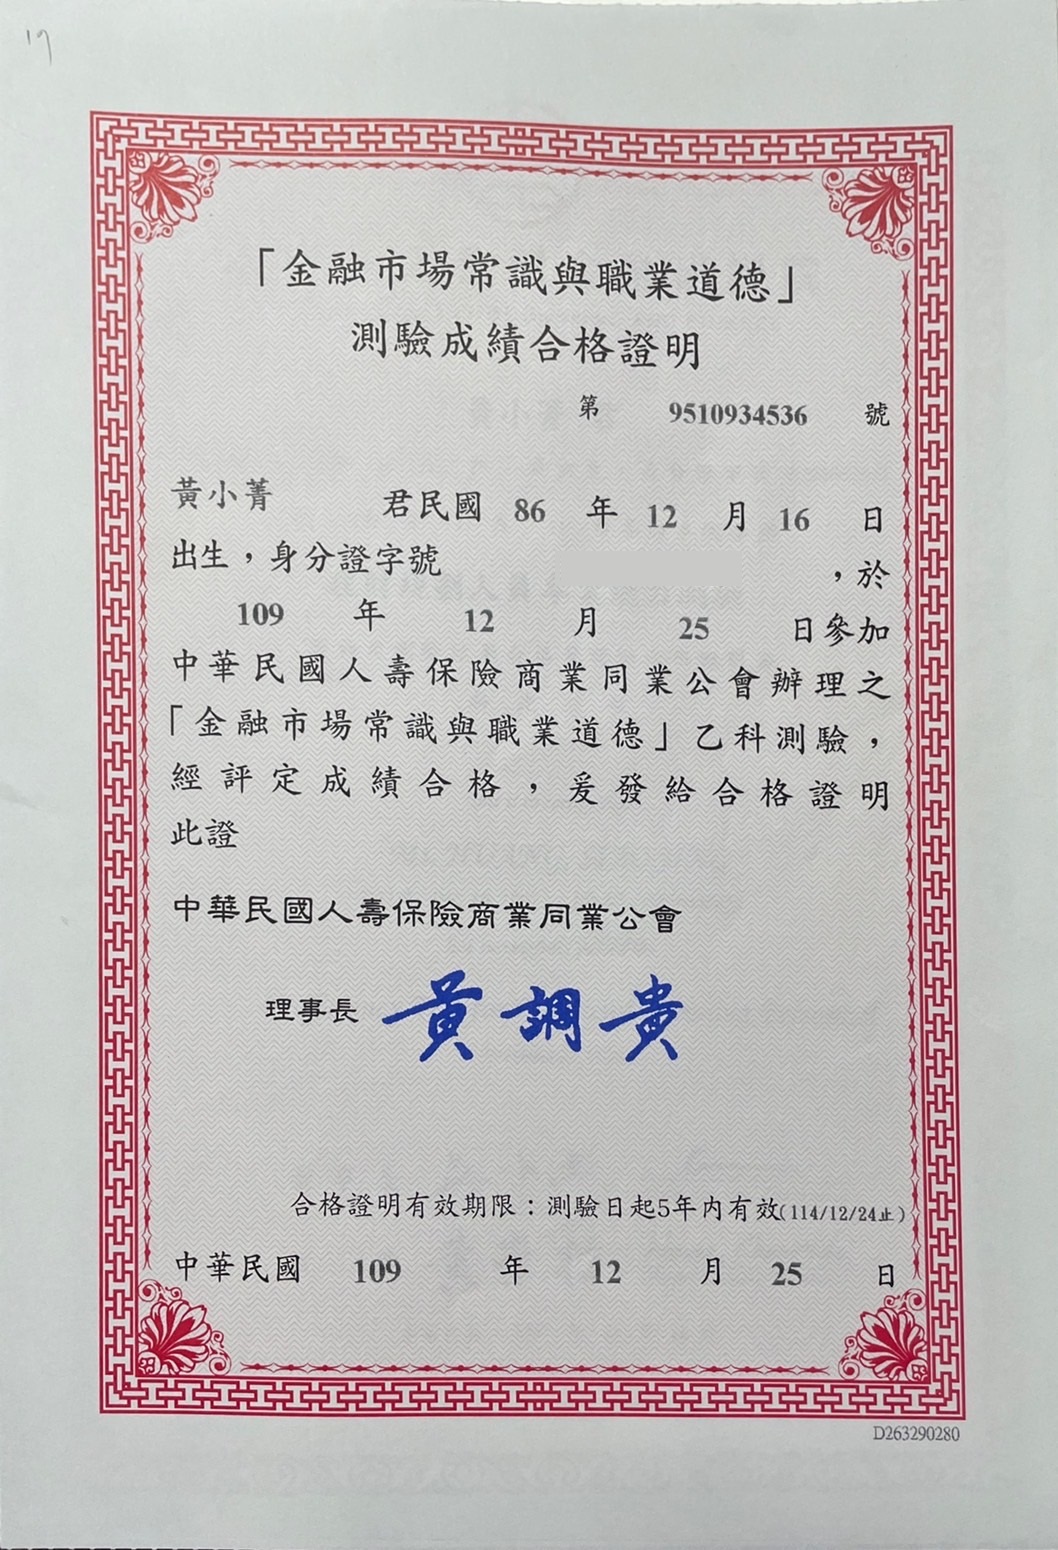 17
「金融市場常識與職業道德」
測驗成績合格證明
第 9510934536 號
黃小菁 君民國 86 年 12 月 16 日
出生，身分證字號 ，於
109 年 12 月 25 日參加
中華民國人壽保險商業同業公會辦理之
「金融市場常識與職業道德」乙科測驗，
經評定成績合格，爰發給合格證明
此證
中華民國人壽保險商業同業公會
理事長 黃調貴
合格證明有效期限：測驗日起5年內有效(114/12/24止)
中華民國 109 年 12 月 25 日
D263290280